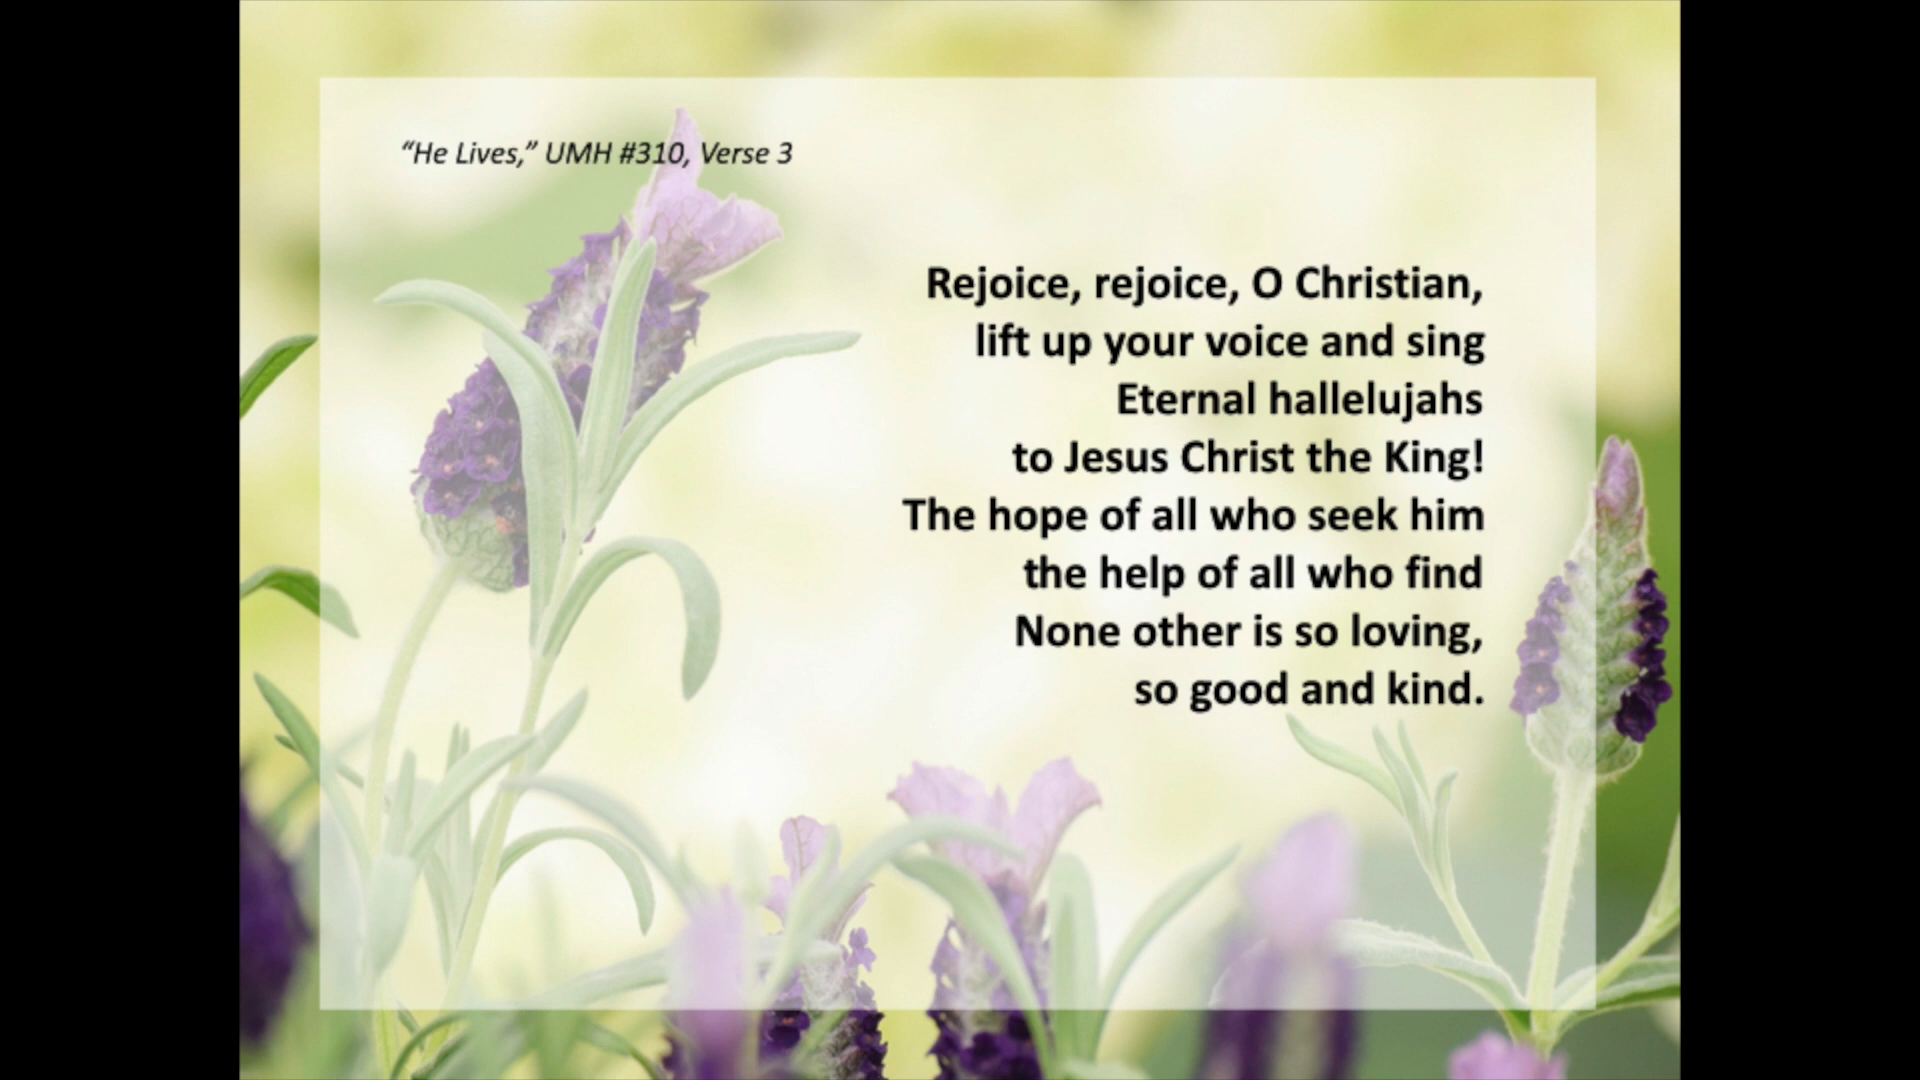 “He Lives,” UMH #310, Verse 3
Rejoice, rejoice, O Christian,
lift up your voice and sing
Eternal hallelujahs
to Jesus Christ the King!
The hope of all who seek him
the help of all who find
None other is so loving,
so good and kind.